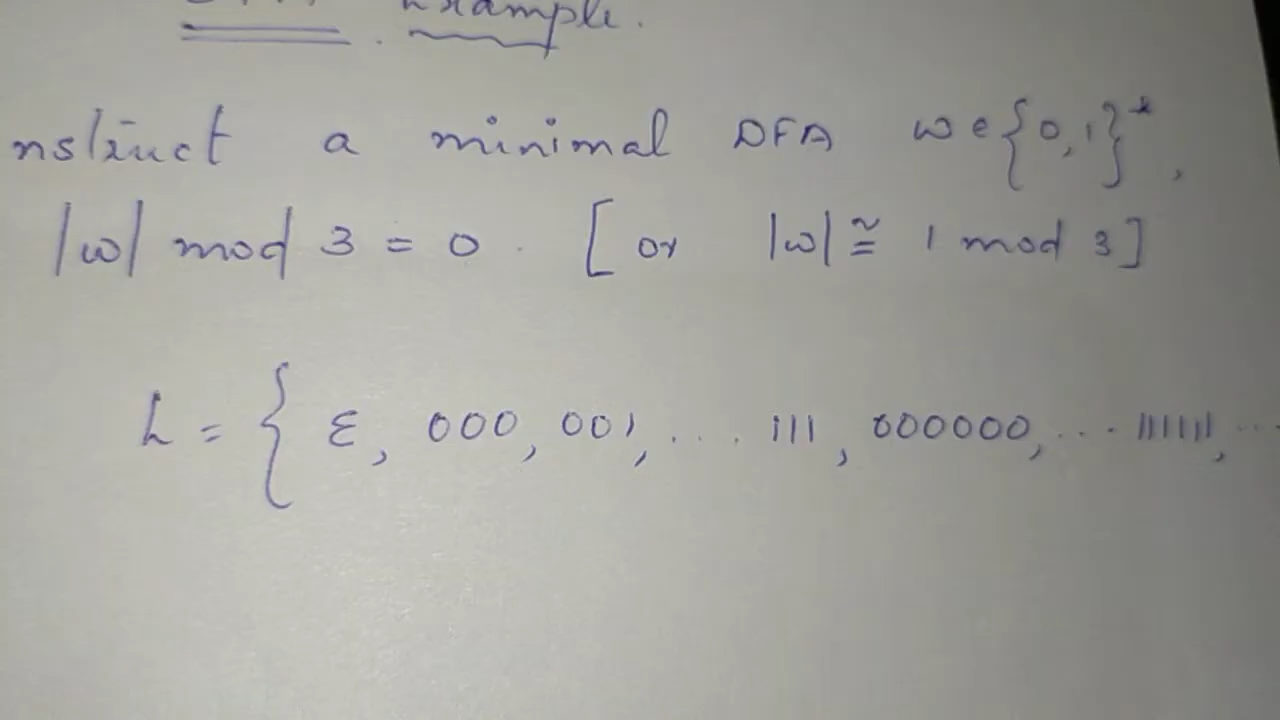 Example.
nstruct a minimal DFA w ∈ {0,1}*,
|w| mod 3 = 0. [or |w| ≅ 1 mod 3]
L = { ε, 000, 001, ... 111, 000000, ... 111111, ...